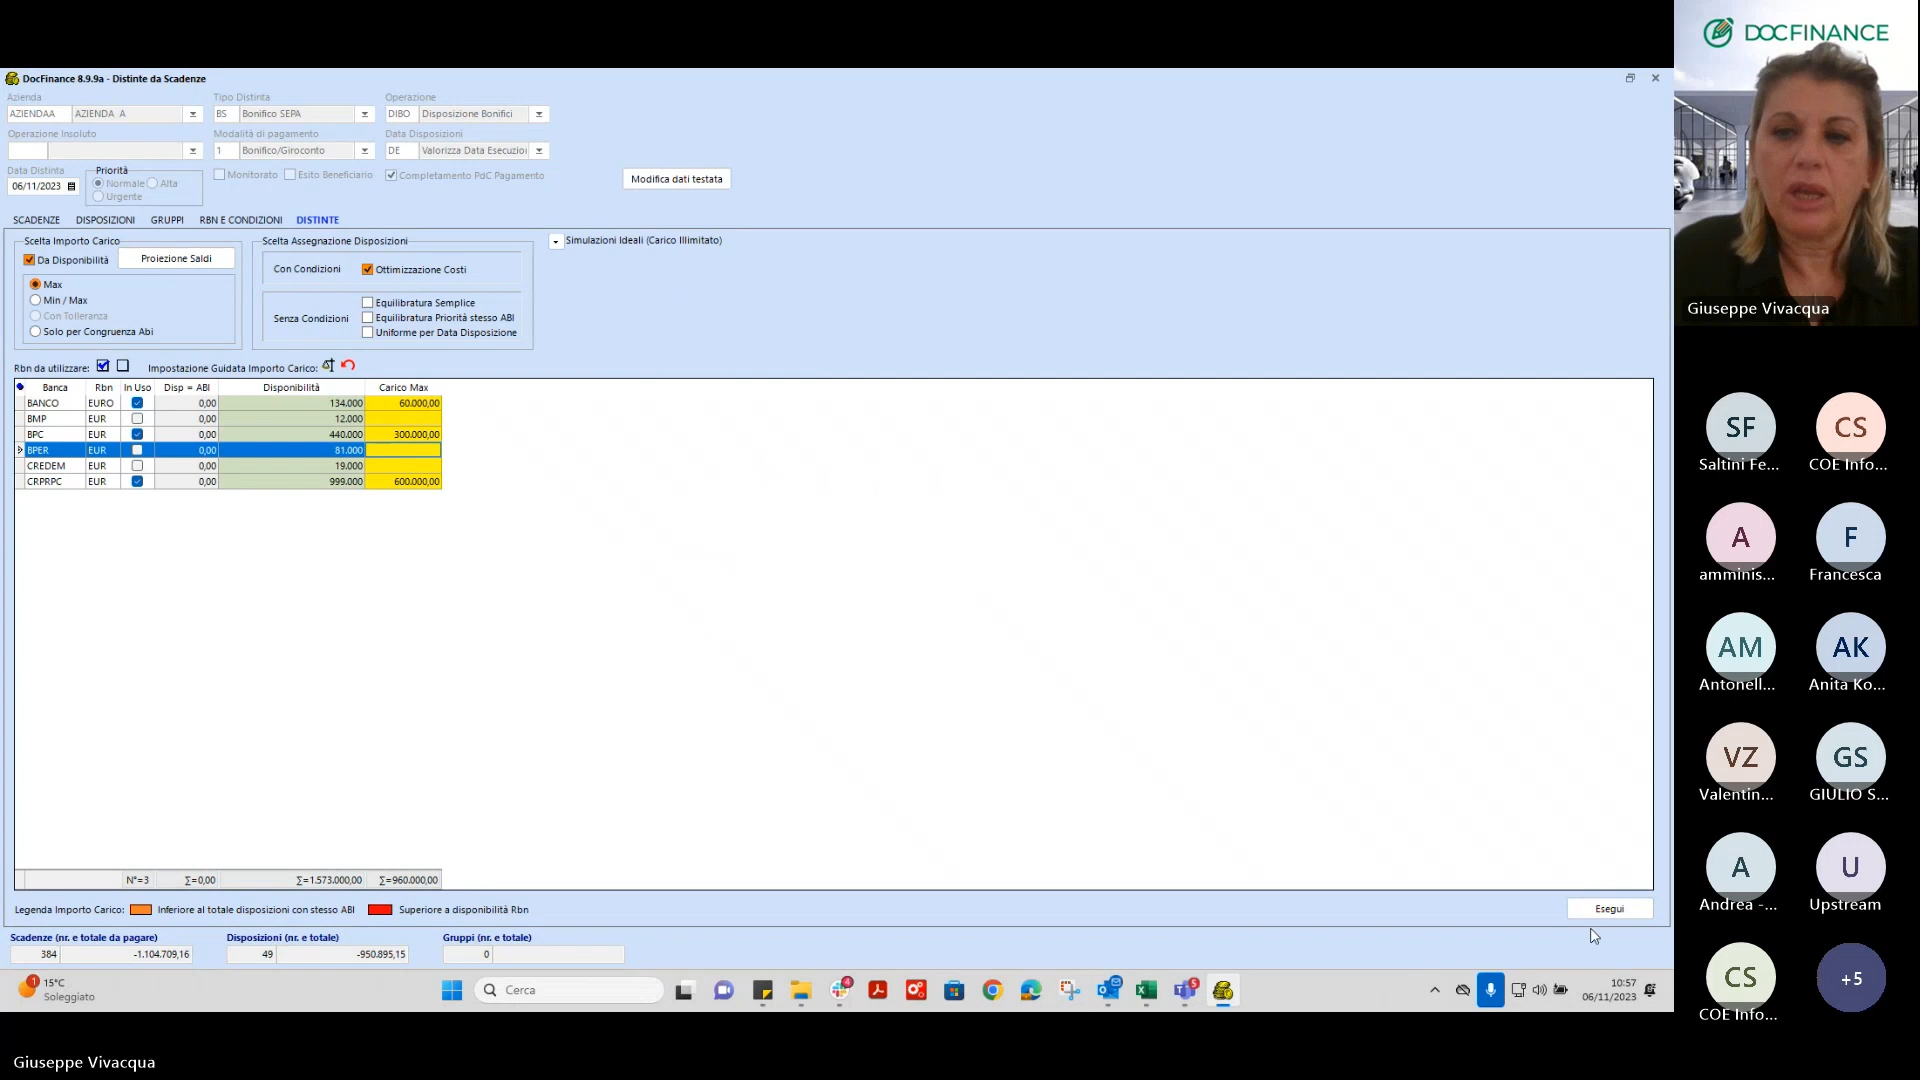 DOCFINANCE
DocFinance 8.9.9a - Distinte da Scadenze
Azienda Tipo Distinta Operazione
AZIENDAA AZIENDA A BS Bonifico SEPA DIBO Disposizione Bonifici
Operazione Insoluto Modalità di pagamento Data Disposizioni
1 Bonifico/Giroconto DE Valorizza Data Esecuzio
Data Distinta Priorità
06/11/2023 Normale Alta Urgente Monitorato Esito Beneficiario Completamento PdC Pagamento Modifica dati testata
SCADENZE DISPOSIZIONI GRUPPI RBN E CONDIZIONI DISTINTE
Scelta Importo Carico Scelta Assegnazione Disposizioni Simulazioni Ideali (Carico Illimitato)
Da Disponibilità Proiezione Saldi Con Condizioni Ottimizzazione Costi
Max
Min / Max Equilibratura Semplice
Con Tolleranza Senza Condizioni Equilibratura Priorità stesso ABI
Solo per Congruenza Abi Uniforme per Data Disposizione
Rbn da utilizzare: Impostazione Guidata Importo Carico:
Banca Rbn In Uso Disp = ABI Disponibilità Carico Max
BANCO EURO 0,00 134.000 60.000,00
BMP EUR 0,00 12.000
BPC EUR 0,00 440.000 300.000,00
BPER EUR 0,00 81.000
CREDEM EUR 0,00 19.000
CRPRPC EUR 0,00 999.000 600.000,00
N°=3 Σ=0,00 Σ=1.573.000,00 Σ=960.000,00
Legenda Importo Carico: Inferiore al totale disposizioni con stesso ABI Superiore a disponibilità Rbn Esegui
Scadenze (nr. e totale da pagare) Disposizioni (nr. e totale) Gruppi (nr. e totale)
384 -1.104.709,16 49 -950.895,15 0
1 15°C
Soleggiato
Cerca
4
5
10:57
06/11/2023
Giuseppe Vivacqua
SF CS
Saltini Fe... COE Info...
A F
amminis... Francesca
AM AK
Antonell... Anita Ko...
VZ GS
Valentin... GIULIO S...
A U
Andrea -... Upstream
CS +5
COE Info...
Giuseppe Vivacqua